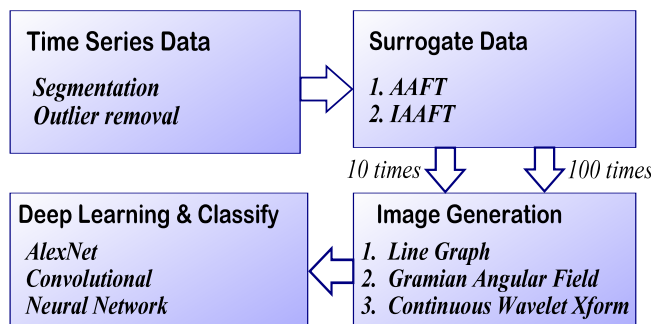 Time Series Data
Segmentation
Outlier removal
Surrogate Data
1. AAFT
2. IAAFT
10 times
100 times
Deep Learning & Classify
AlexNet
Convolutional
Neural Network
Image Generation
1. Line Graph
2. Gramian Angular Field
3. Continuous Wavelet Xform